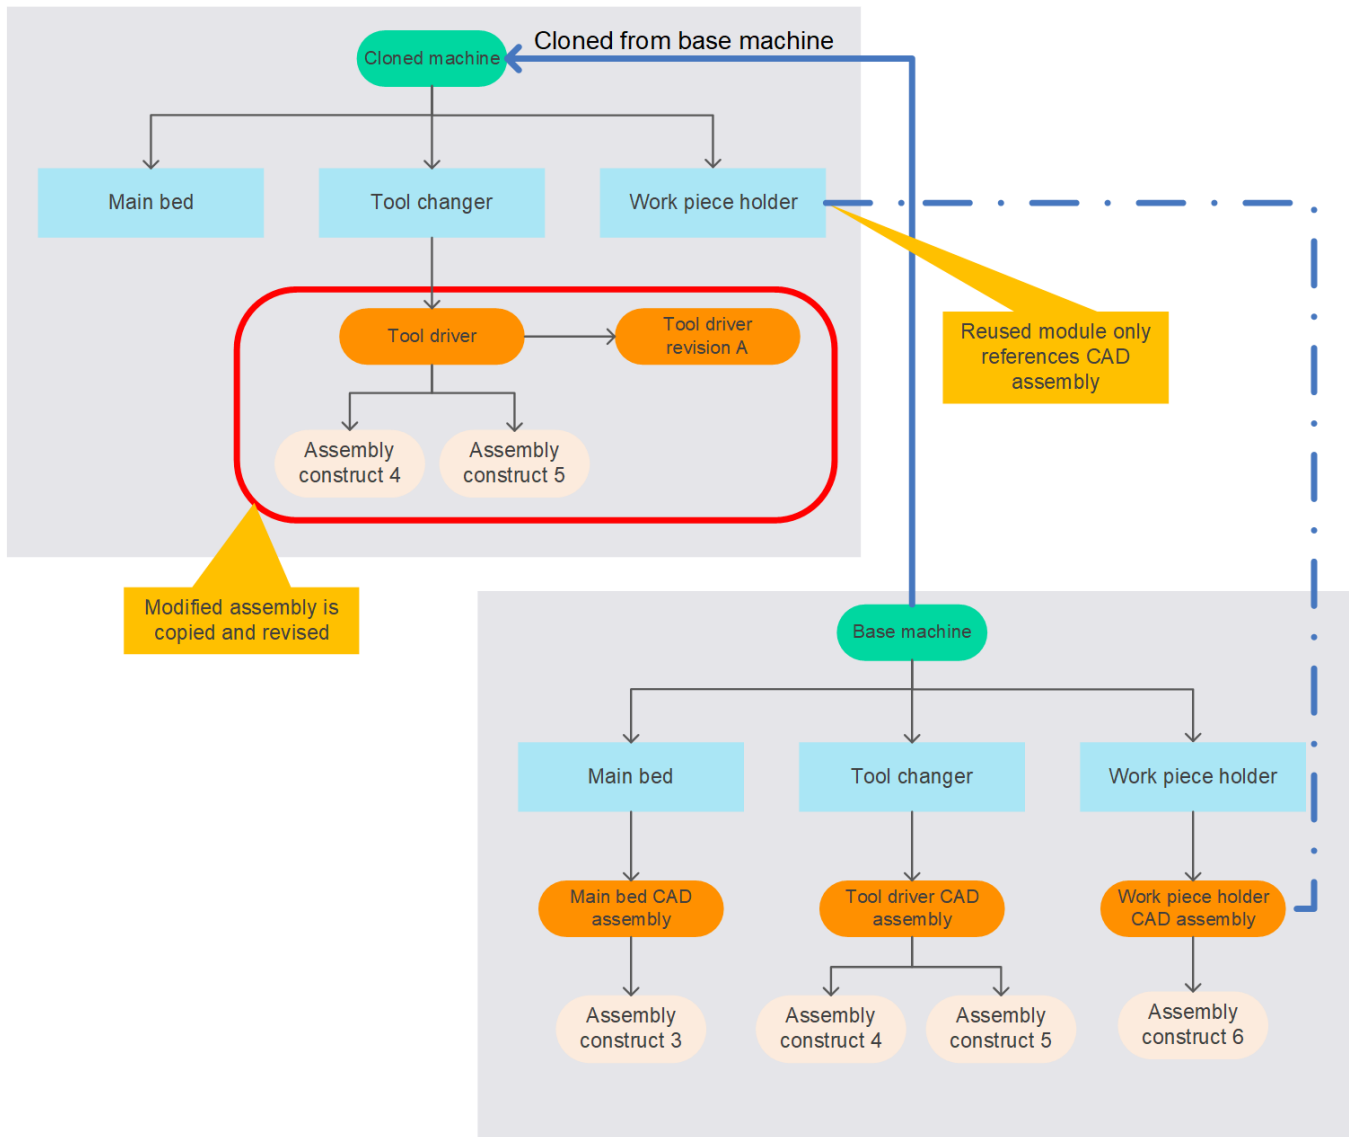 Cloned from base machine
Cloned machine
Main bed
Tool changer
Work piece holder
Tool driver
Tool driver
revision A
Reused module only
references CAD
assembly
Assembly
construct 4
Assembly
construct 5
Modified assembly is
copied and revised
Base machine
Main bed
Tool changer
Work piece holder
Main bed CAD
assembly
Tool driver CAD
assembly
Work piece holder
CAD assembly
Assembly
construct 3
Assembly
construct 4
Assembly
construct 5
Assembly
construct 6